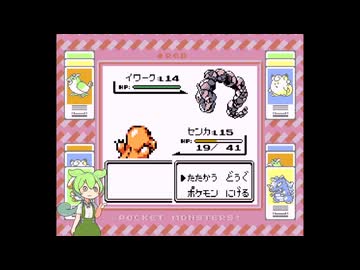 イワーク :L14
HP:
センカ :L15
HP:
19/ 41
▶たたかう どうぐ
ポケモン にげる
POCKET MONSTERS!